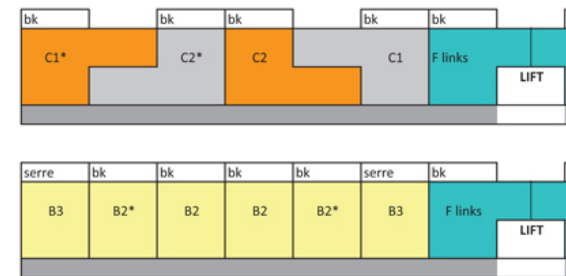 bk bk bk bk bk
C1* C2* C2 C1 F links
LIFT
serre bk bk bk bk serre bk
B3 B2* B2 B2 B2* B3 F links
LIFT